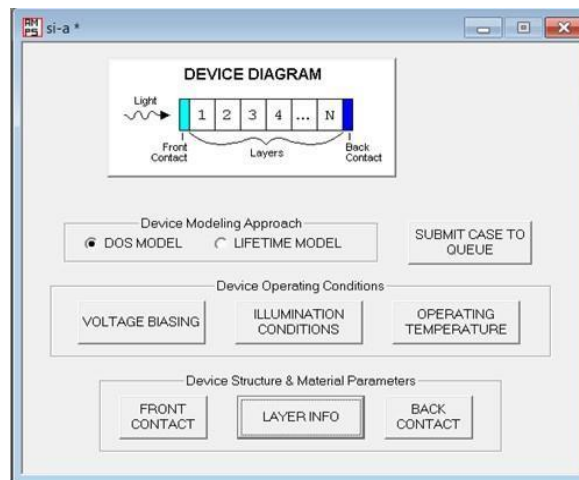 AM
PS
si-a *
DEVICE DIAGRAM
Light
1 2 3 4 ... N
Front
Contact
Layers
Back
Contact
Device Modeling Approach
DOS MODEL
LIFETIME MODEL
SUBMIT CASE TO
QUEUE
Device Operating Conditions
VOLTAGE BIASING
ILLUMINATION
CONDITIONS
OPERATING
TEMPERATURE
Device Structure & Material Parameters
FRONT
CONTACT
LAYER INFO
BACK
CONTACT